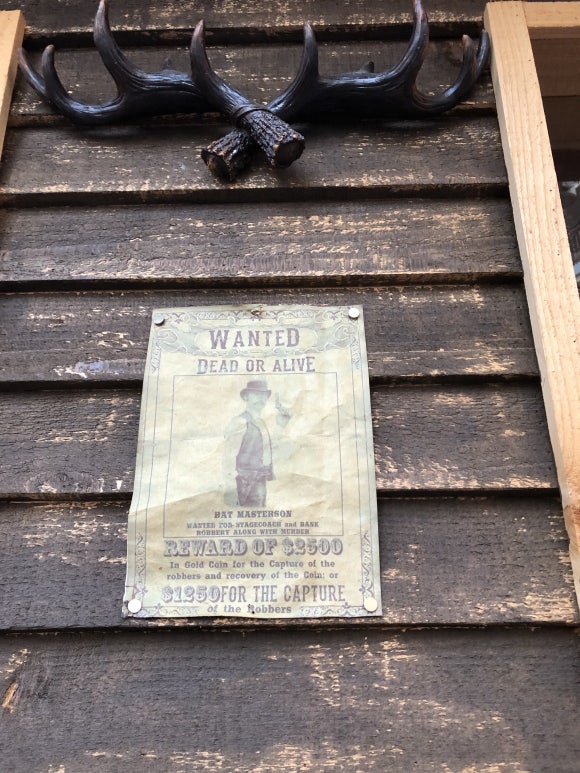 WANTED
DEAD OR ALIVE
BAT MASTERSON
WANTED FOR STAGECOACH and BANK
ROBBERY ALONG WITH MURDER
REWARD OF $2500
In Gold Coin for the Capture of the
robbers and recovery of the Coin; or
$1250 FOR THE CAPTURE
of the Robbers